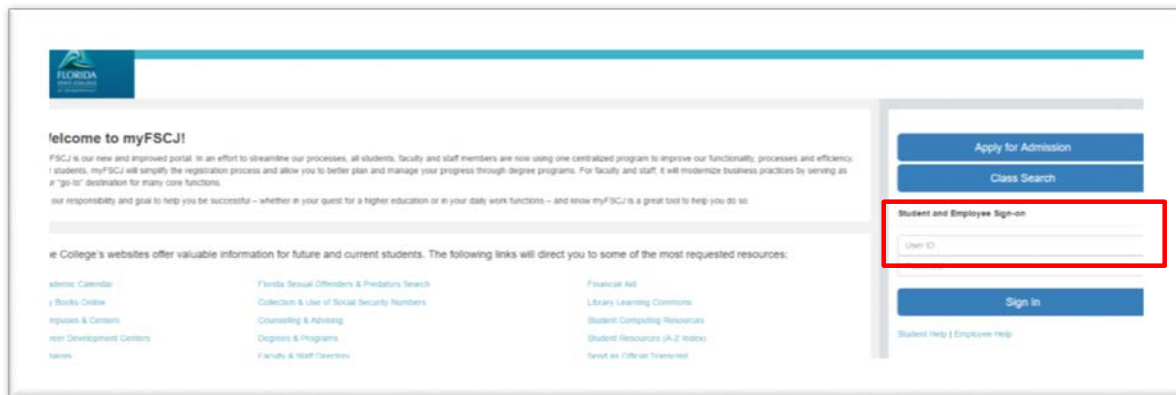 FLORIDA
STATE COLLEGE
AT JACKSONVILLE
elcome to myFSCJ!
FSCJ is our new and improved portal. In an effort to streamline our processes, all students, faculty and staff members are now using one centralized program to improve our functionality, processes and efficiency.
students, myFSCJ will simplify the registration process and allow you to better plan and manage your progress through degree programs. For faculty and staff, it will modernize business practices by serving as
"go-to" destination for many core functions.
our responsibility and goal to help you be successful – whether in your quest for a higher education or in your daily work functions – and know myFSCJ is a great tool to help you do so.
e College's websites offer valuable information for future and current students. The following links will direct you to some of the most requested resources:
ademic Calendar
Books Online
mpuses & Centers
reer Development Centers
Florida Sexual Offenders & Predators Search
Collection & Use of Social Security Numbers
Counseling & Advising
Degrees & Programs
Faculty & Staff Directory
Financial Aid
Library Learning Commons
Student Computing Resources
Student Resources (A-Z Index)
Send an Official Transcript
Apply for Admission
Class Search
Student and Employee Sign-on
User ID
Sign In
Student Help | Employee Help